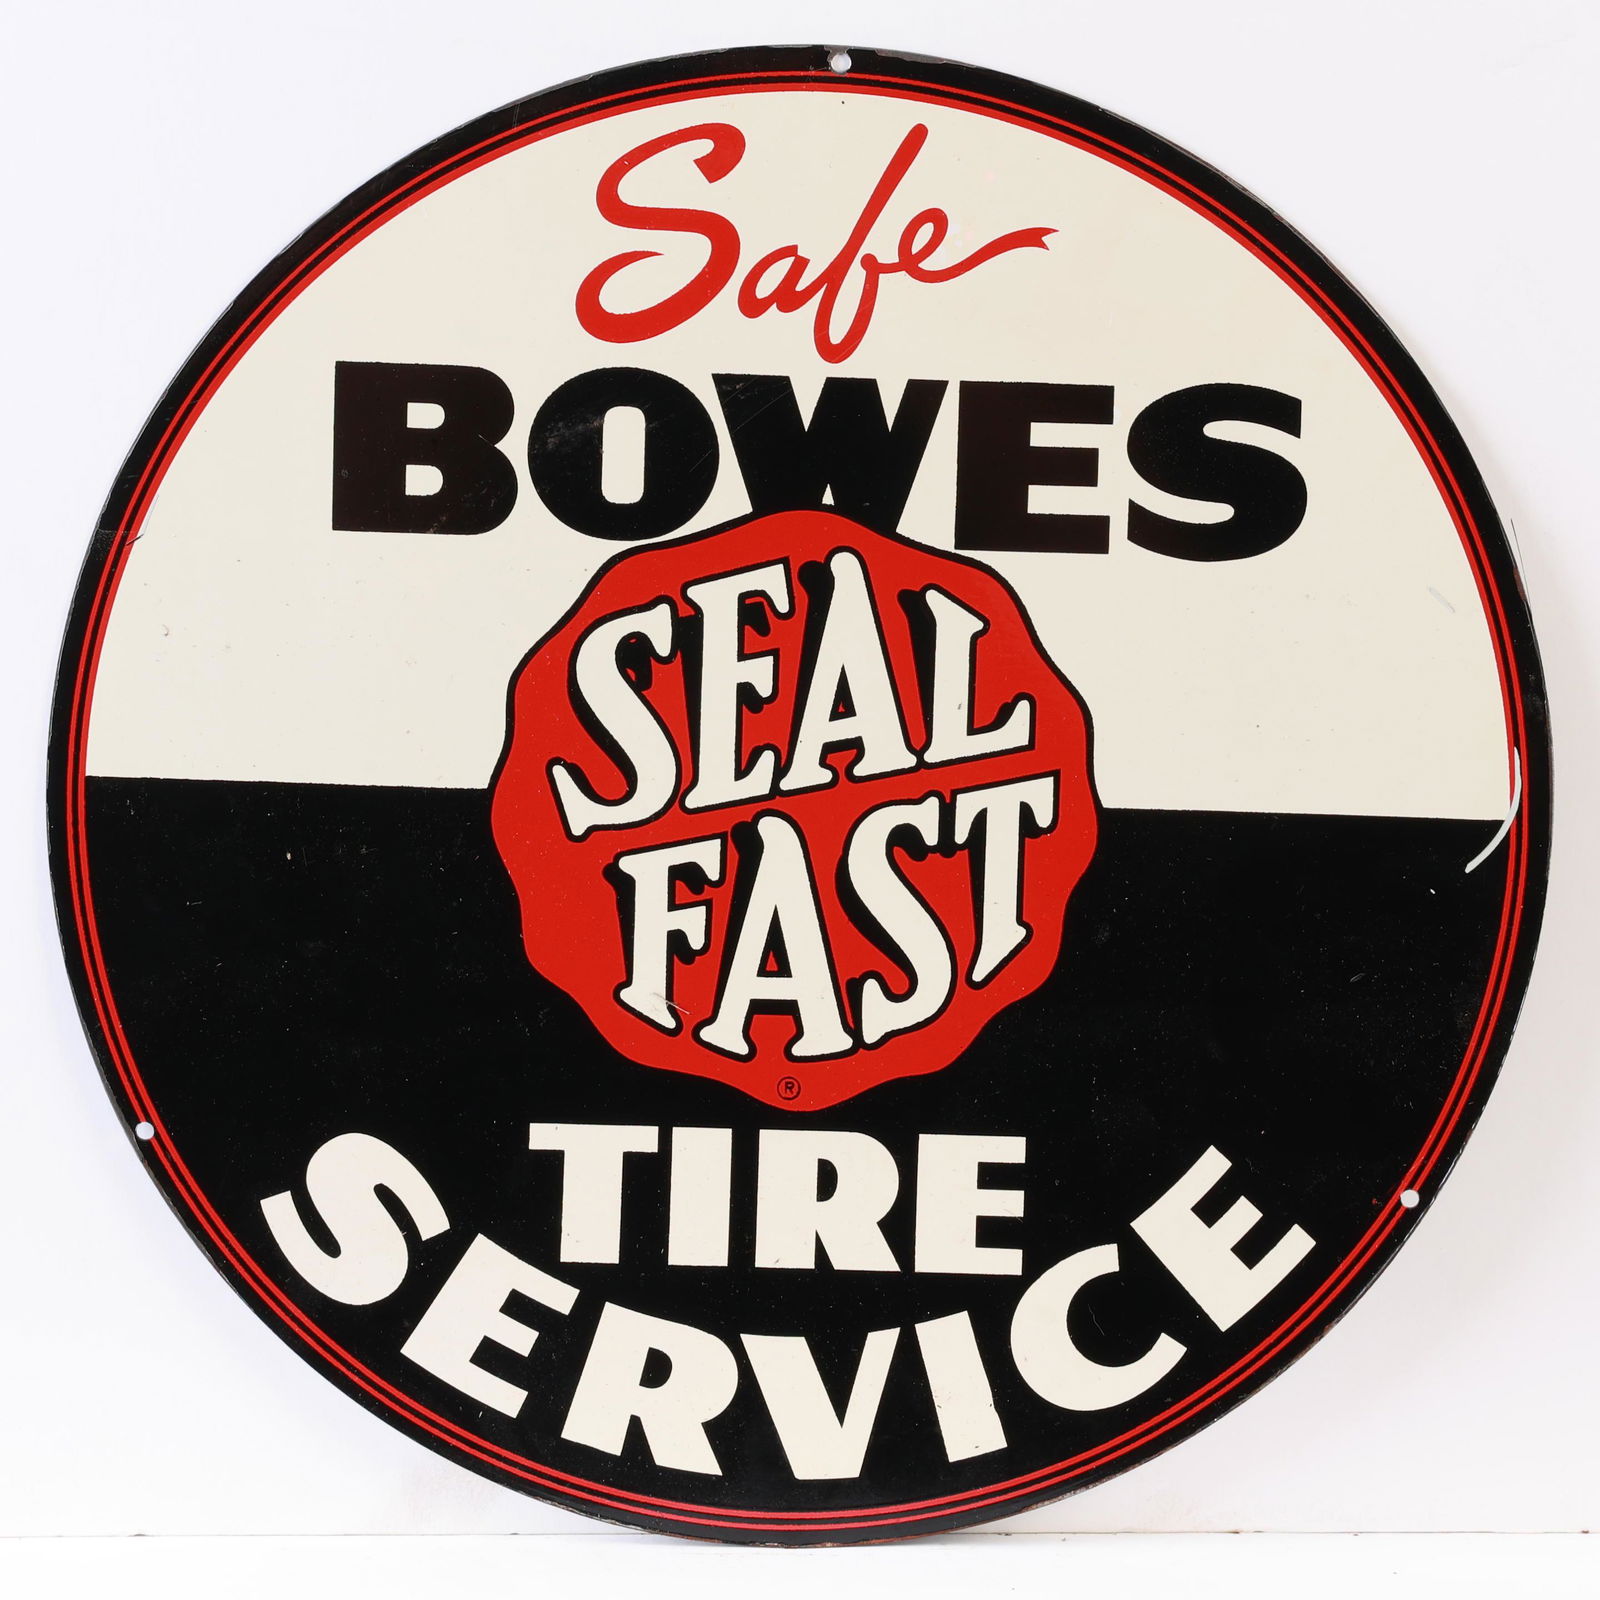 Safe
BOWES
SEAL
FAST
®
TIRE
SERVICE